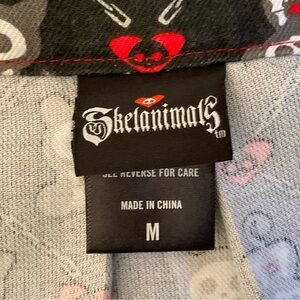 Skelanimals
tm
SEE REVERSE FOR CARE
MADE IN CHINA
M